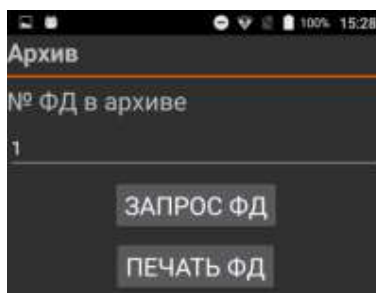 100% 15:28
Архив
№ ФД в архиве
1
ЗАПРОС ФД
ПЕЧАТЬ ФД